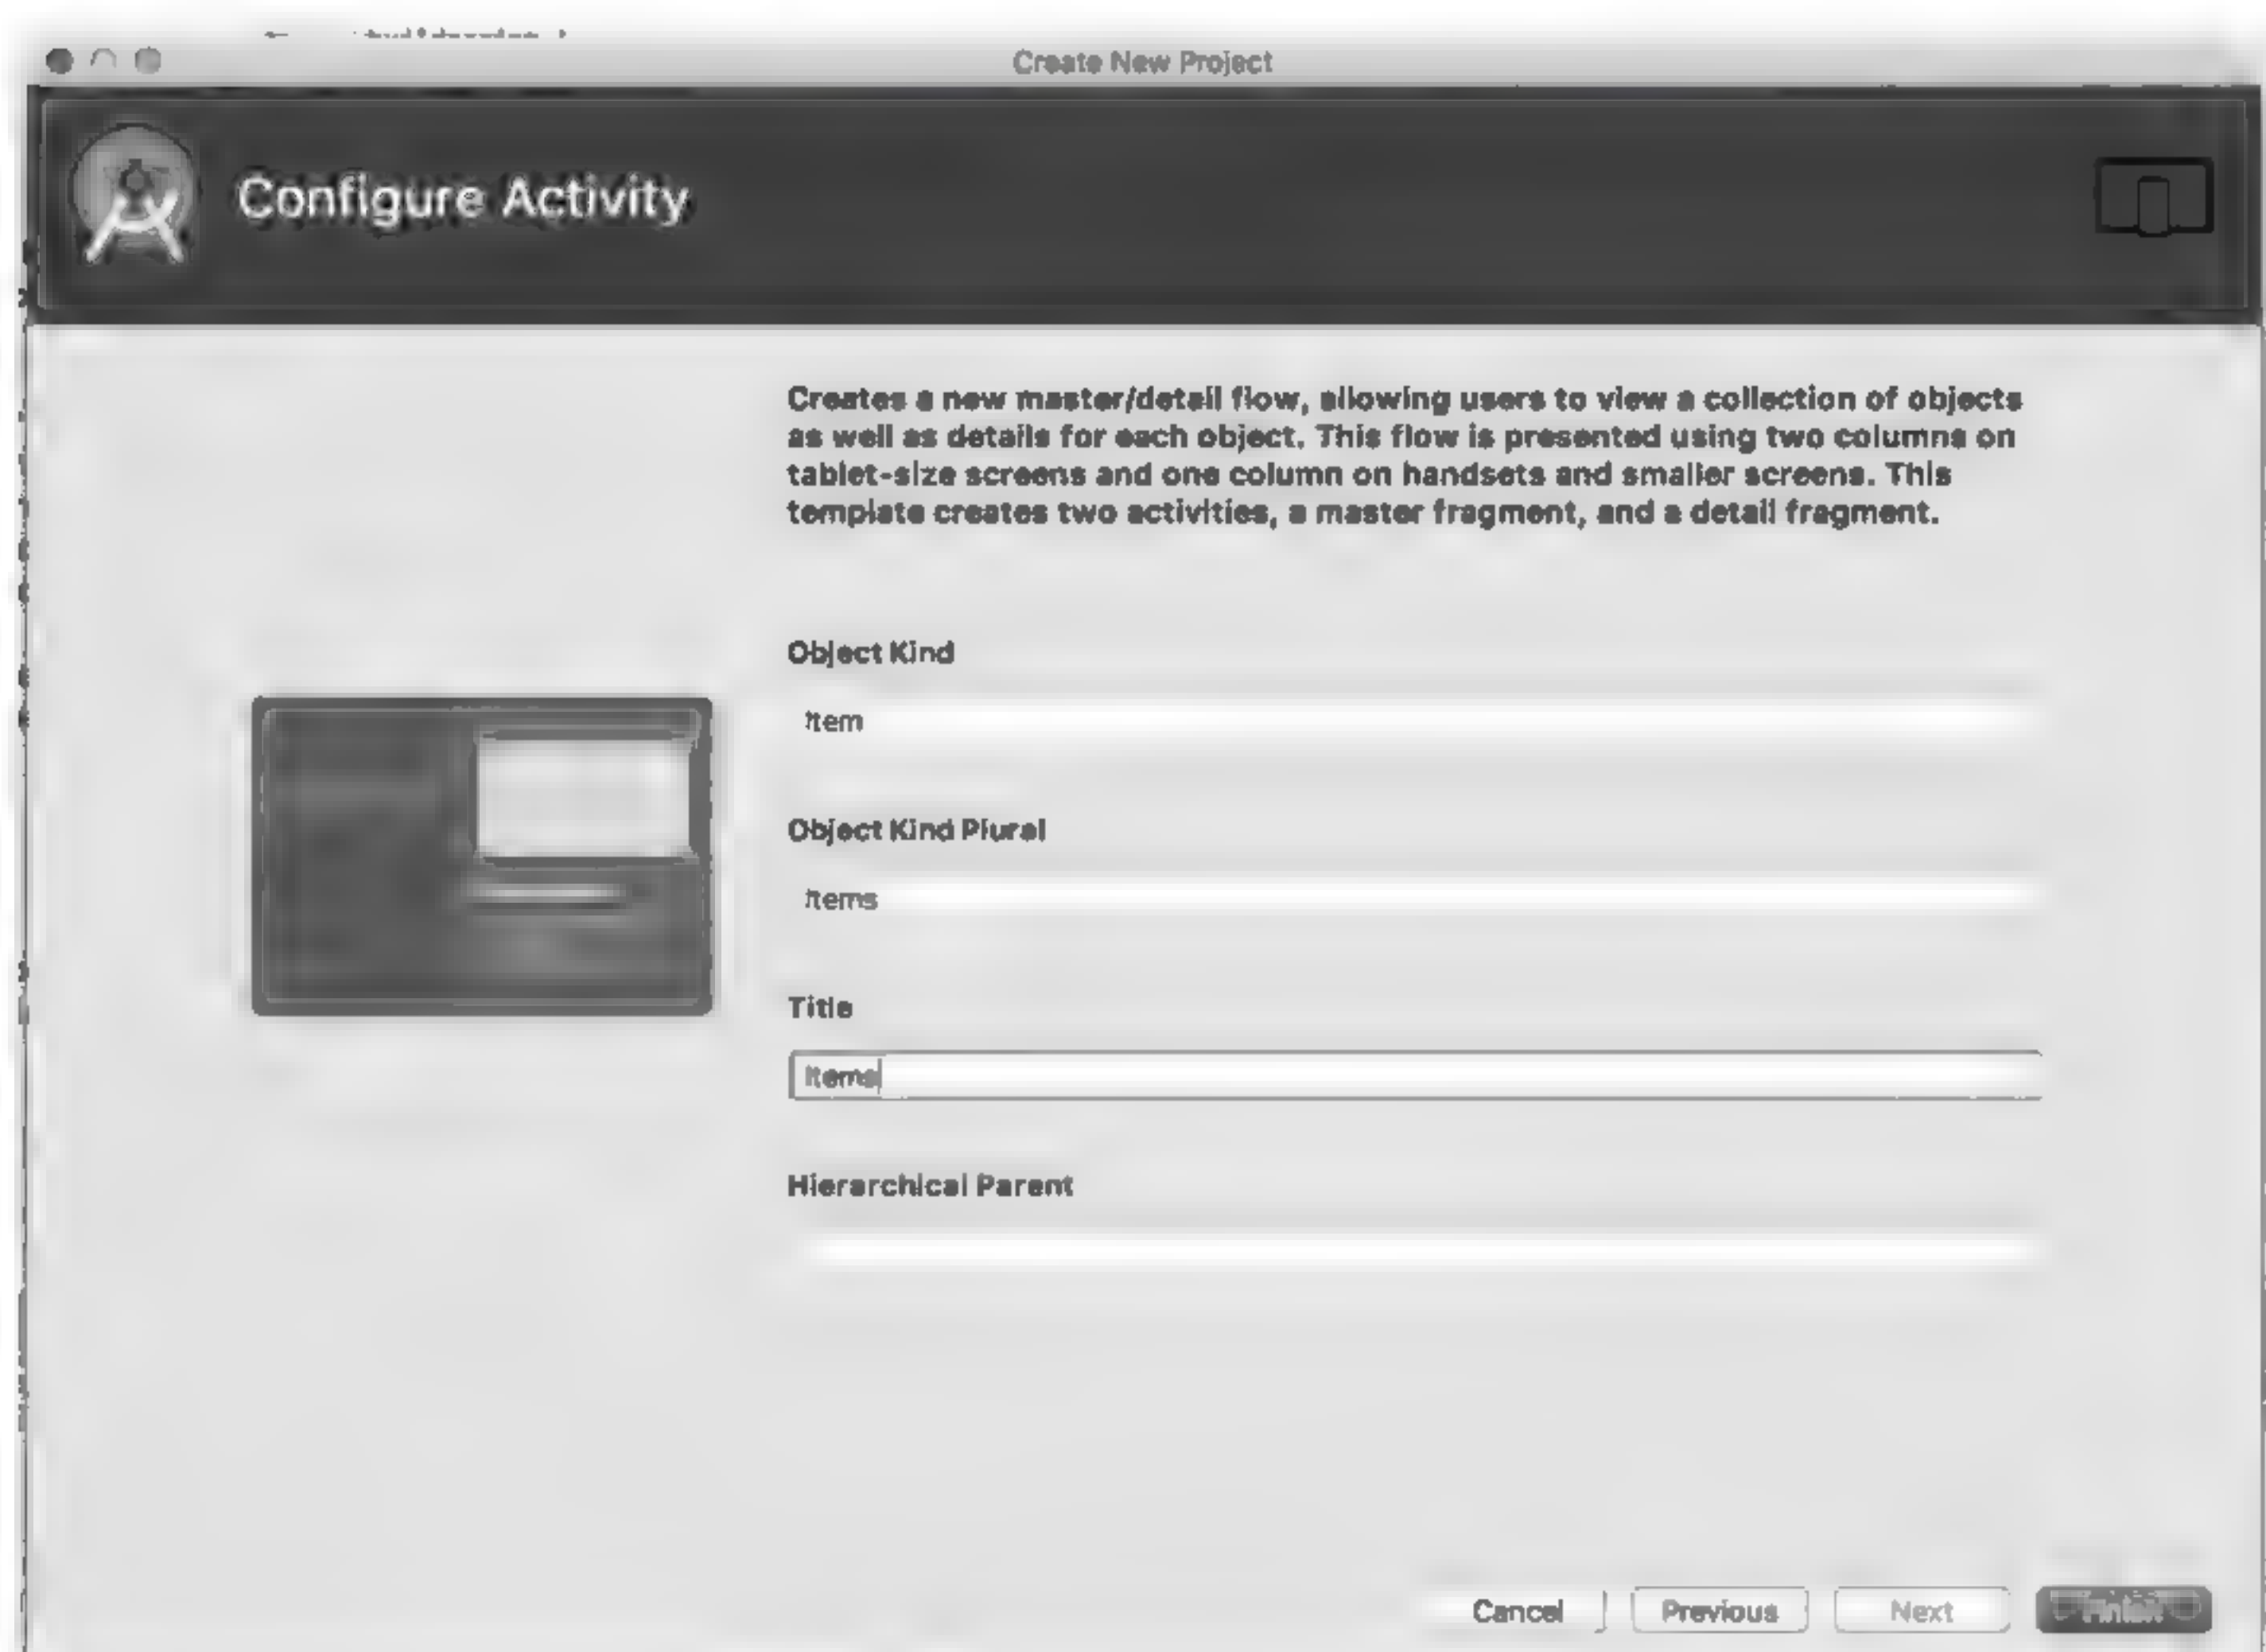 Create New Project
Configure Activity
Creates a new master/detail flow, allowing users to view a collection of objects
as well as details for each object. This flow is presented using two columns on
tablet-size screens and one column on handsets and smaller screens. This
template creates two activities, a master fragment, and a detail fragment.
Object Kind
Item
Object Kind Plural
Items
Title
Items
Hierarchical Parent
Cancel
Previous
Next
Finish